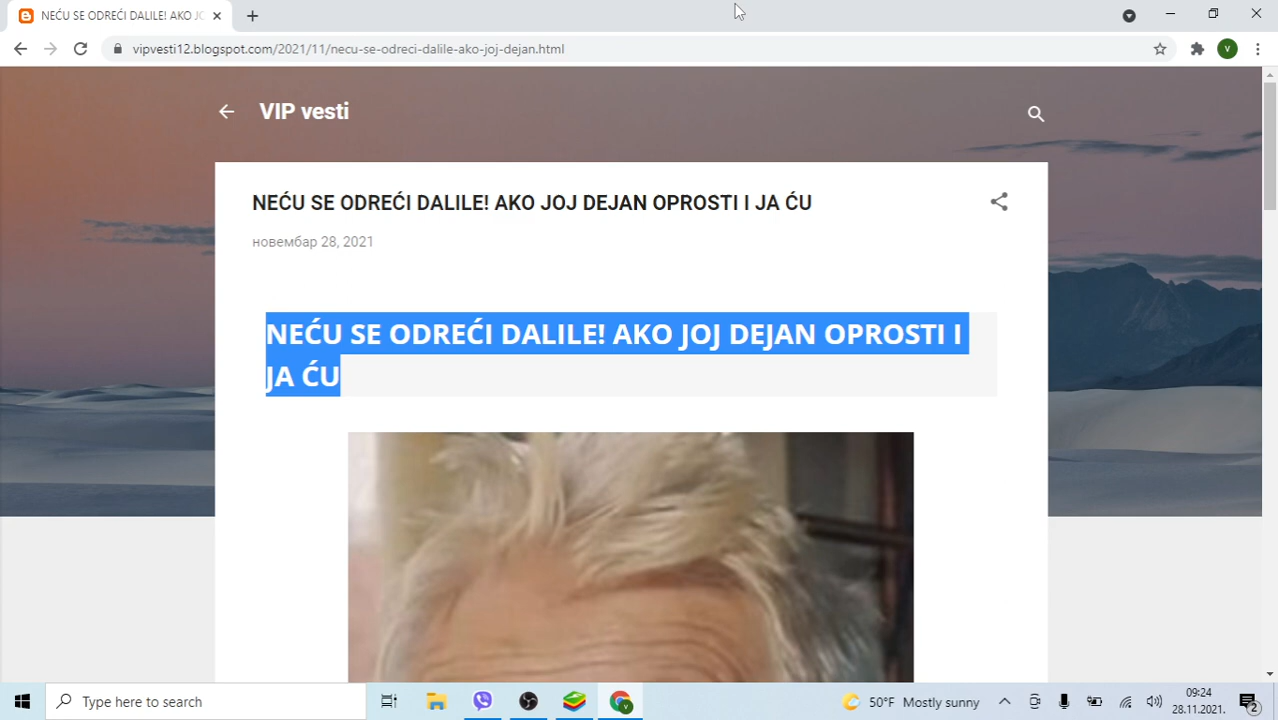 NEĆU SE ODREĆI DALILE! AKO JO
vipvesti12.blogspot.com/2021/11/necu-se-odreci-dalile-ako-joj-dejan.html
V
VIP vesti
NEĆU SE ODREĆI DALILE! AKO JOJ DEJAN OPROSTI I JA ĆU
новембар 28, 2021
NEĆU SE ODREĆI DALILE! AKO JOJ DEJAN OPROSTI I
JA ĆU
Type here to search
50°F Mostly sunny
09:24
28.11.2021.
2